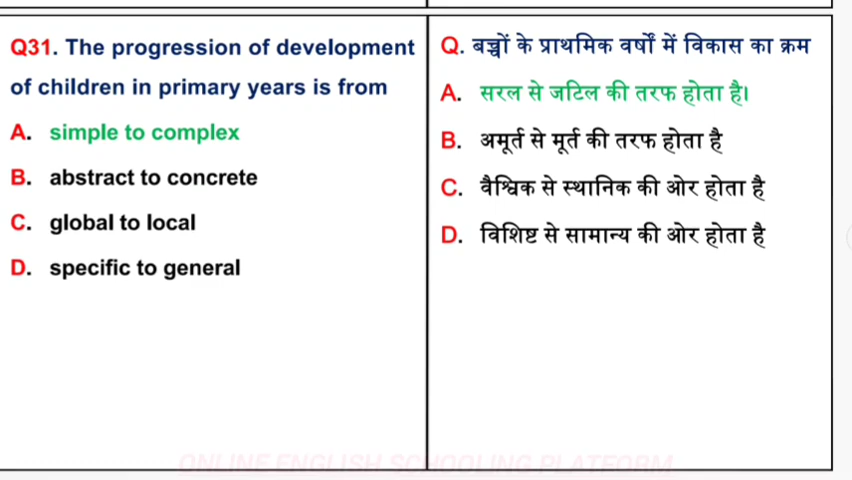 Q31. The progression of development
of children in primary years is from
A. simple to complex
B. abstract to concrete
C. global to local
D. specific to general
Q. बच्चों के प्राथमिक वर्षों में विकास का क्रम
A. सरल से जटिल की तरफ होता है।
B. अमूर्त से मूर्त की तरफ होता है
C. वैश्विक से स्थानिक की ओर होता है
D. विशिष्ट से सामान्य की ओर होता है
ONLINE ENGLISH SCHOOLING PLATFORM